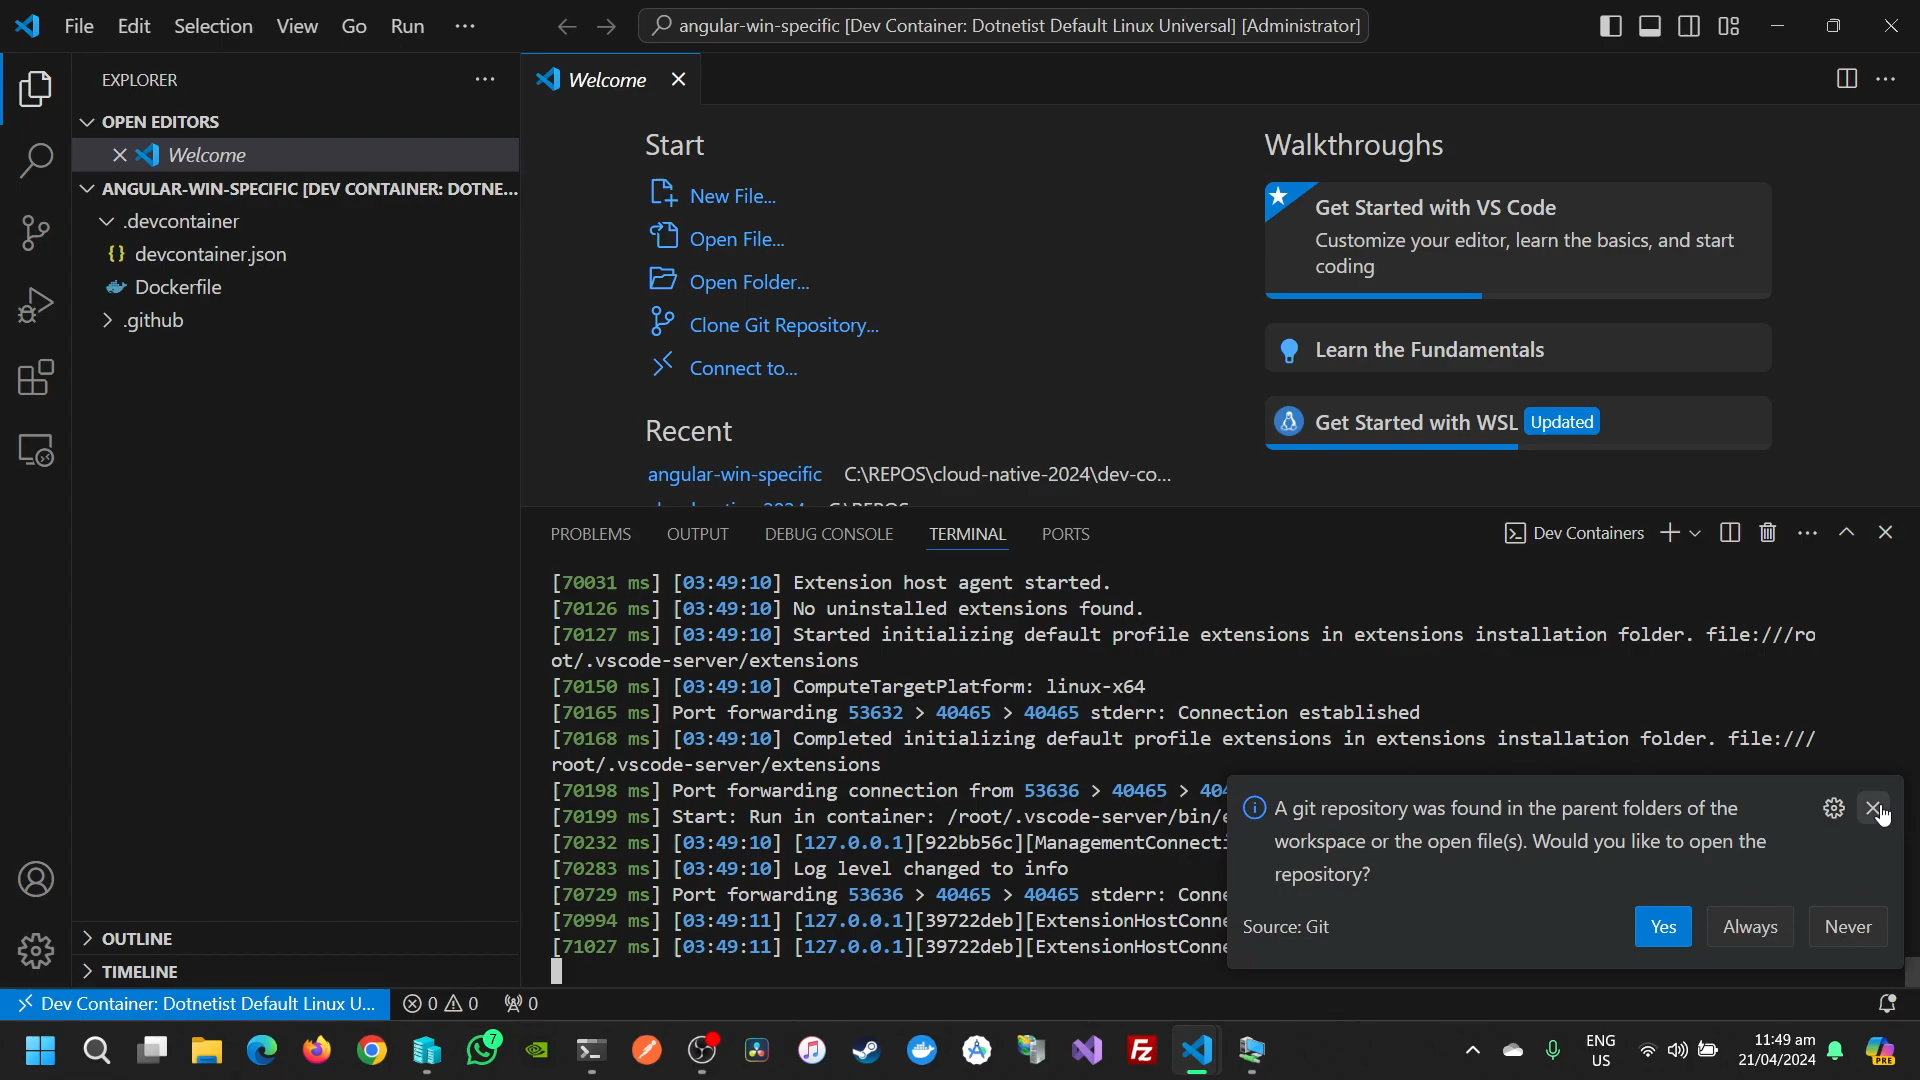 File Edit Selection View Go Run ...
angular-win-specific [Dev Container: Dotnetist Default Linux Universal] [Administrator]
EXPLORER
OPEN EDITORS
Welcome
ANGULAR-WIN-SPECIFIC [DEV CONTAINER: DOTNE...
.devcontainer
{} devcontainer.json
Dockerfile
.github
OUTLINE
TIMELINE
Welcome
Start
New File...
Open File...
Open Folder...
Clone Git Repository...
Connect to...
Recent
angular-win-specific C:\REPOS\cloud-native-2024\dev-co...
Walkthroughs
Get Started with VS Code
Customize your editor, learn the basics, and start
coding
Learn the Fundamentals
Get Started with WSL Updated
PROBLEMS OUTPUT DEBUG CONSOLE TERMINAL PORTS
Dev Containers
[70031 ms] [03:49:10] Extension host agent started.
[70126 ms] [03:49:10] No uninstalled extensions found.
[70127 ms] [03:49:10] Started initializing default profile extensions in extensions installation folder. file:///ro
ot/.vscode-server/extensions
[70150 ms] [03:49:10] ComputeTargetPlatform: linux-x64
[70165 ms] Port forwarding 53632 > 40465 > 40465 stderr: Connection established
[70168 ms] [03:49:10] Completed initializing default profile extensions in extensions installation folder. file:///
root/.vscode-server/extensions
[70198 ms] Port forwarding connection from 53636 > 40465 > 404
[70199 ms] Start: Run in container: /root/.vscode-server/bin/e
[70232 ms] [03:49:10] [127.0.0.1][922bb56c][ManagementConnecti
[70283 ms] [03:49:10] Log level changed to info
[70729 ms] Port forwarding 53636 > 40465 > 40465 stderr: Conne
[70994 ms] [03:49:11] [127.0.0.1][39722deb][ExtensionHostConne
[71027 ms] [03:49:11] [127.0.0.1][39722deb][ExtensionHostConne
A git repository was found in the parent folders of the
workspace or the open file(s). Would you like to open the
repository?
Source: Git
Yes Always Never
Dev Container: Dotnetist Default Linux U... 0 0 0
7
ENG
US
11:49 am
21/04/2024
PRE